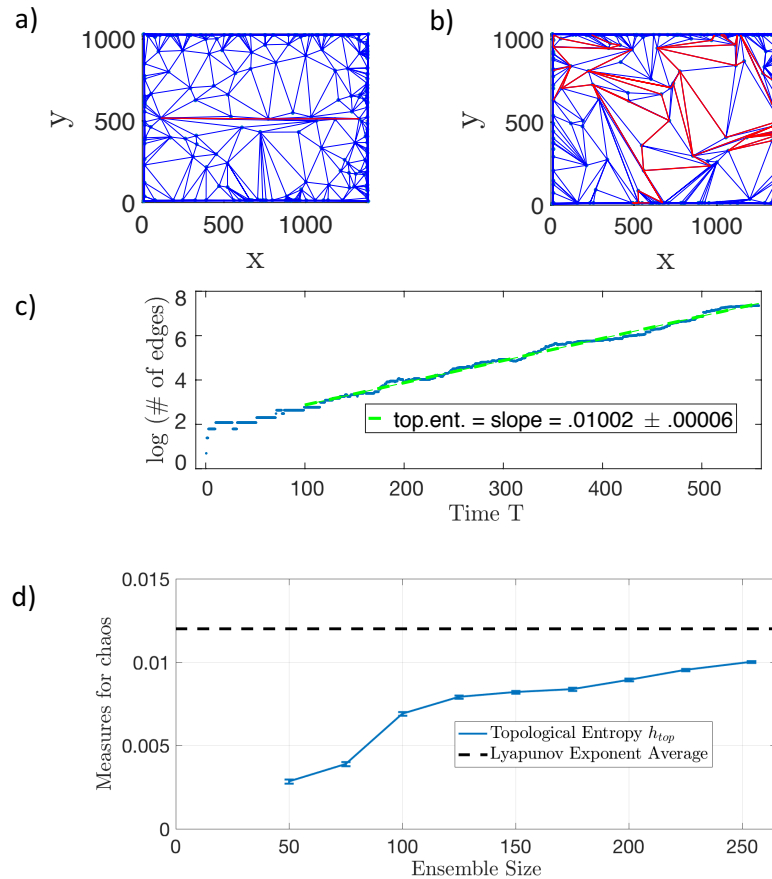 a)
y
1000
500
0
0
500
1000
x
b)
y
1000
500
0
0
500
1000
x
c)
log (# of edges)
8
6
4
2
0
0
100
200
300
400
500
top.ent. = slope = .01002 ± .00006
Time T
d)
Measures for chaos
0.015
0.01
0.005
0
0
50
100
150
200
250
Topological Entropy h_top
Lyapunov Exponent Average
Ensemble Size